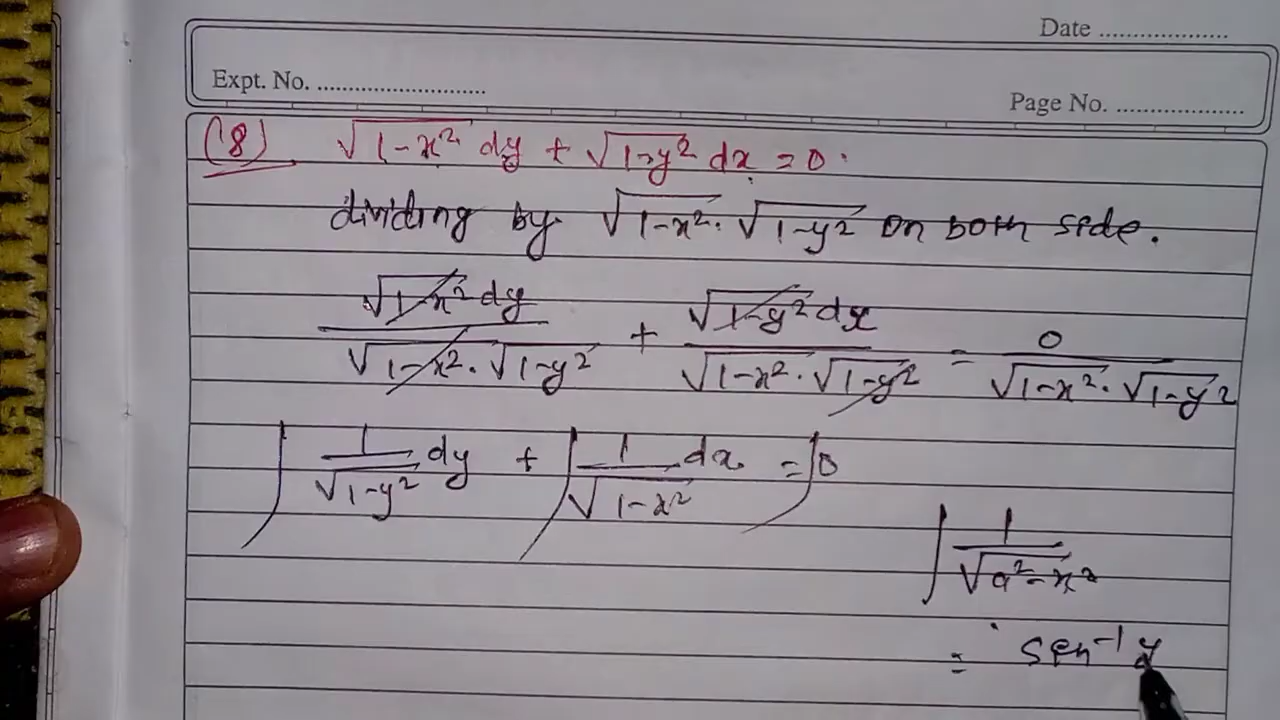 Date ....................
Expt. No. ..........................
Page No. ....................
(18) √1-x² dy + √1-y² dx = 0.
dividing by √1-x² · √1-y² on both side.
√1-x² dy / √1-x² · √1-y² + √1-y² dx / √1-x² · √1-y² = 0 / √1-x² · √1-y²
∫ 1/√1-y² dy + ∫ 1/√1-x² dx = ∫0
∫ 1/√a²-x²
= sin⁻¹